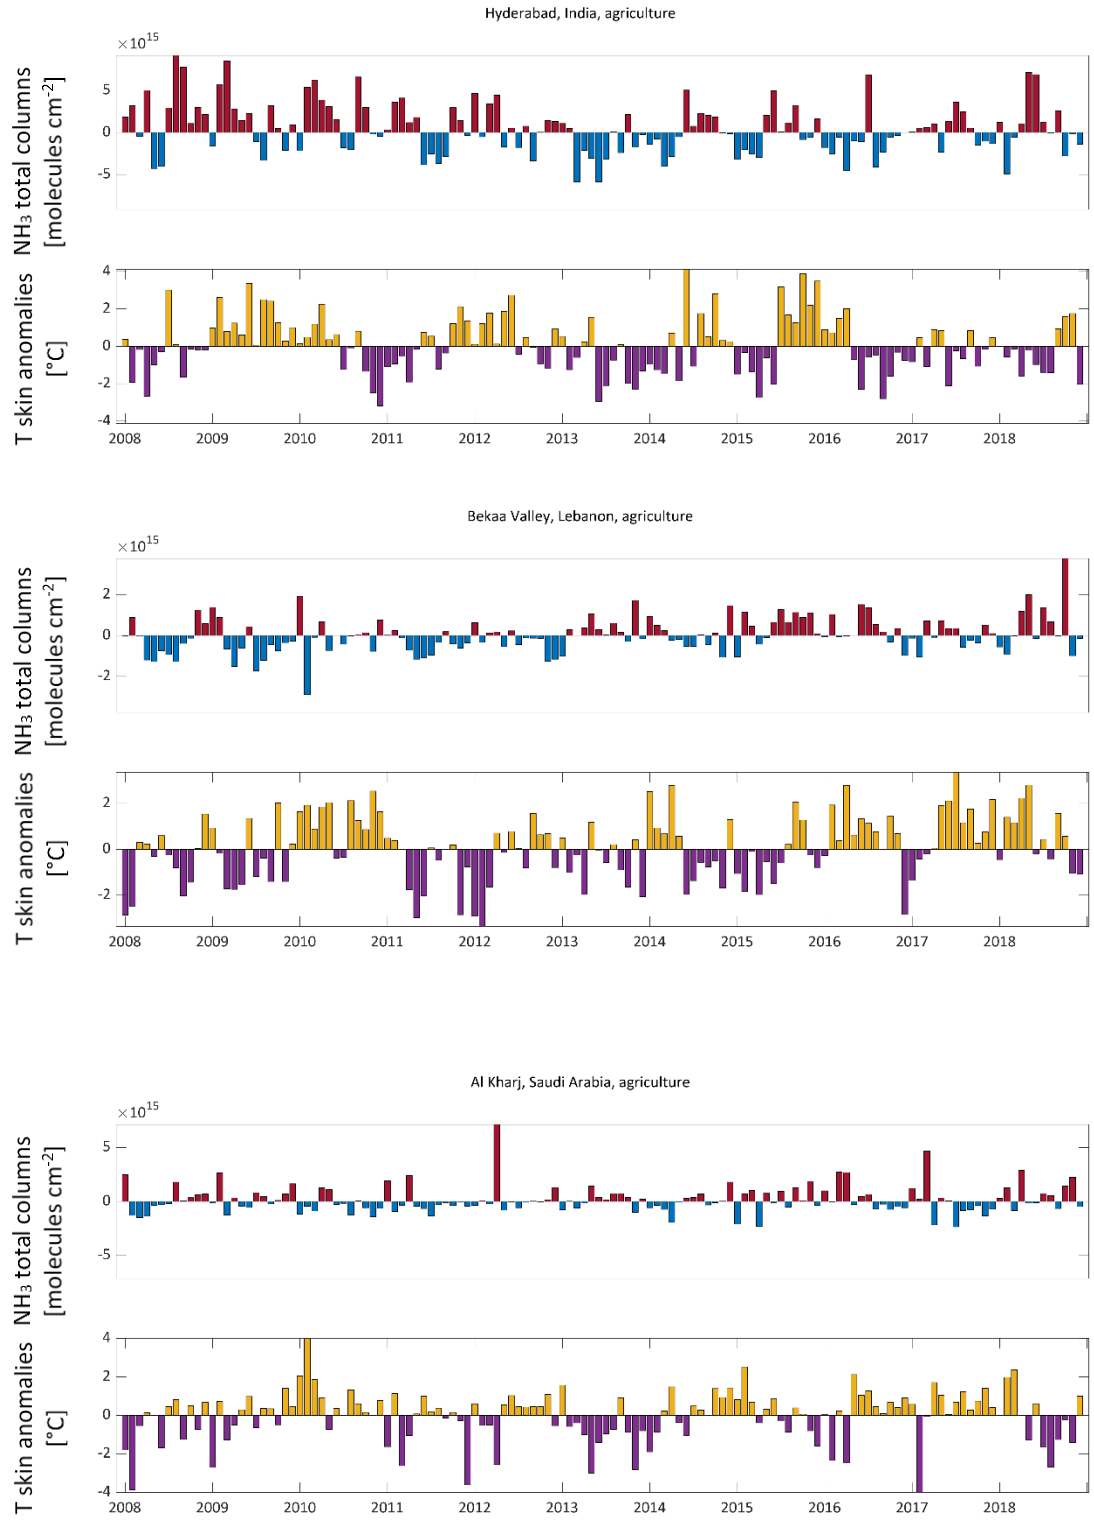 Hyderabad, India, agriculture
×10¹⁵
NH₃ total columns
[molecules cm⁻²]
5
0
-5
T skin anomalies
[°C]
4
2
0
-2
-4
2008 2009 2010 2011 2012 2013 2014 2015 2016 2017 2018
Bekaa Valley, Lebanon, agriculture
×10¹⁵
NH₃ total columns
[molecules cm⁻²]
2
0
-2
T skin anomalies
[°C]
2
0
-2
2008 2009 2010 2011 2012 2013 2014 2015 2016 2017 2018
Al Kharj, Saudi Arabia, agriculture
×10¹⁵
NH₃ total columns
[molecules cm⁻²]
5
0
-5
T skin anomalies
[°C]
4
2
0
-2
-4
2008 2009 2010 2011 2012 2013 2014 2015 2016 2017 2018